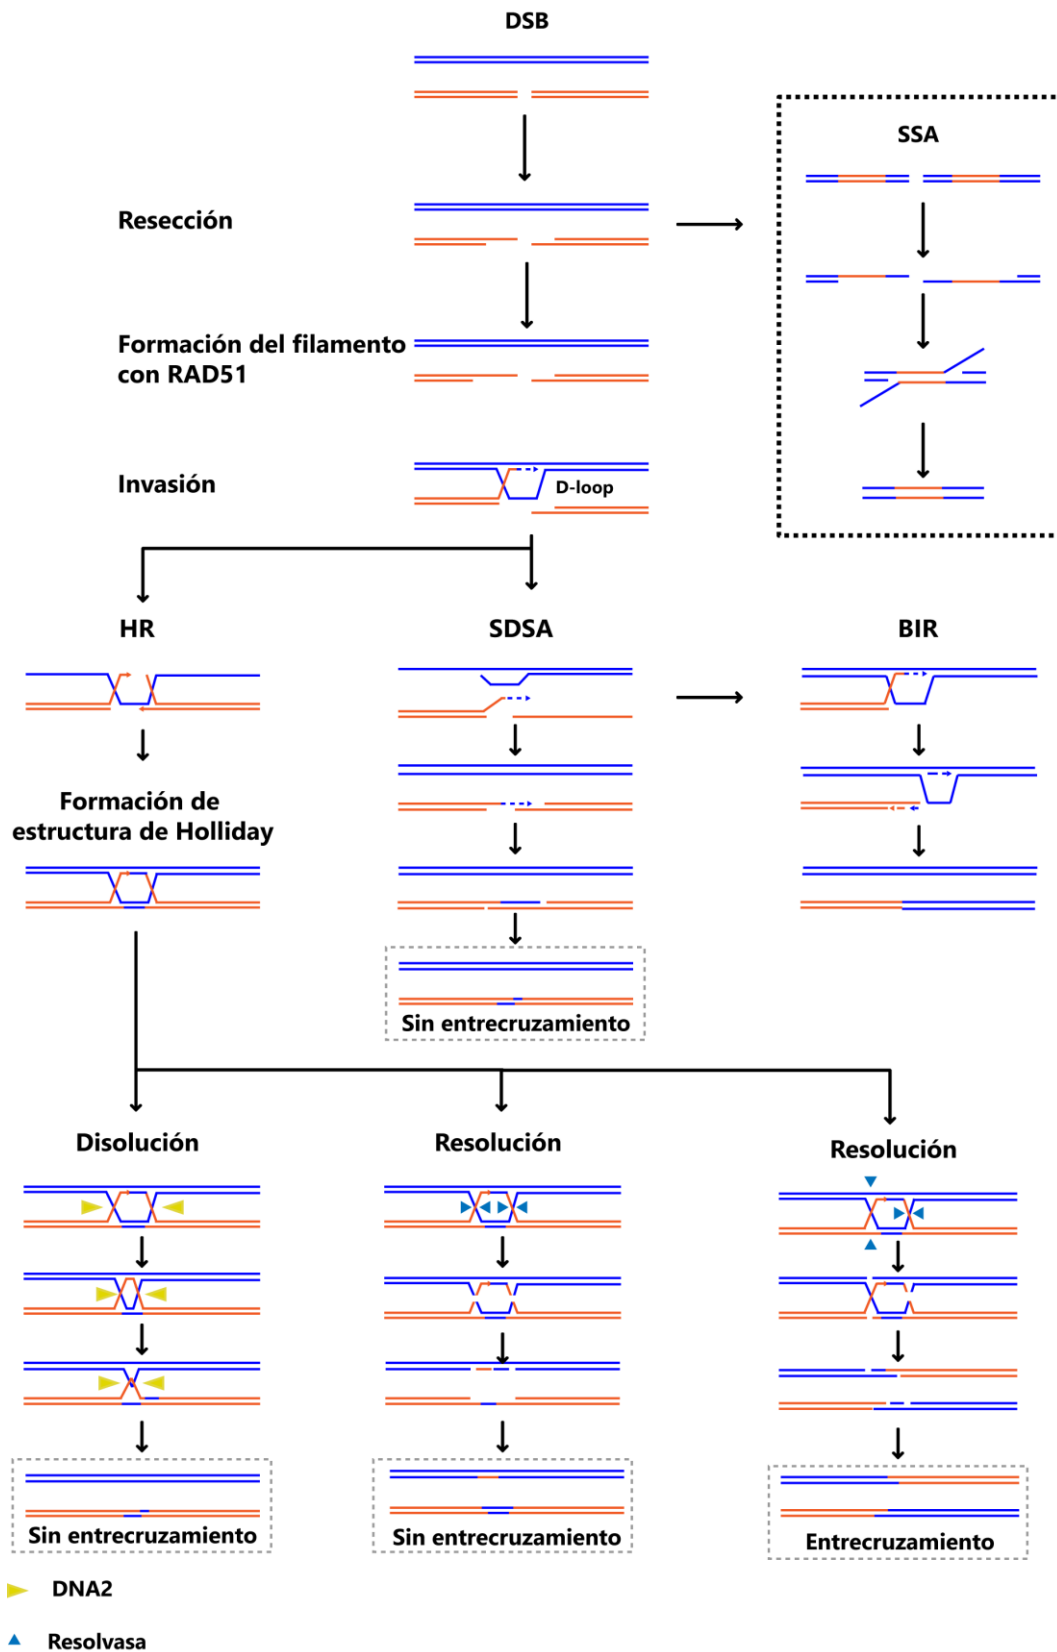 DSB
SSA
Resección
Formación del filamento
con RAD51
Invasión
D-loop
HR
SDSA
BIR
Formación de
estructura de Holliday
Sin entrecruzamiento
Disolución
Resolución
Resolución
Sin entrecruzamiento
Sin entrecruzamiento
Entrecruzamiento
DNA2
Resolvasa